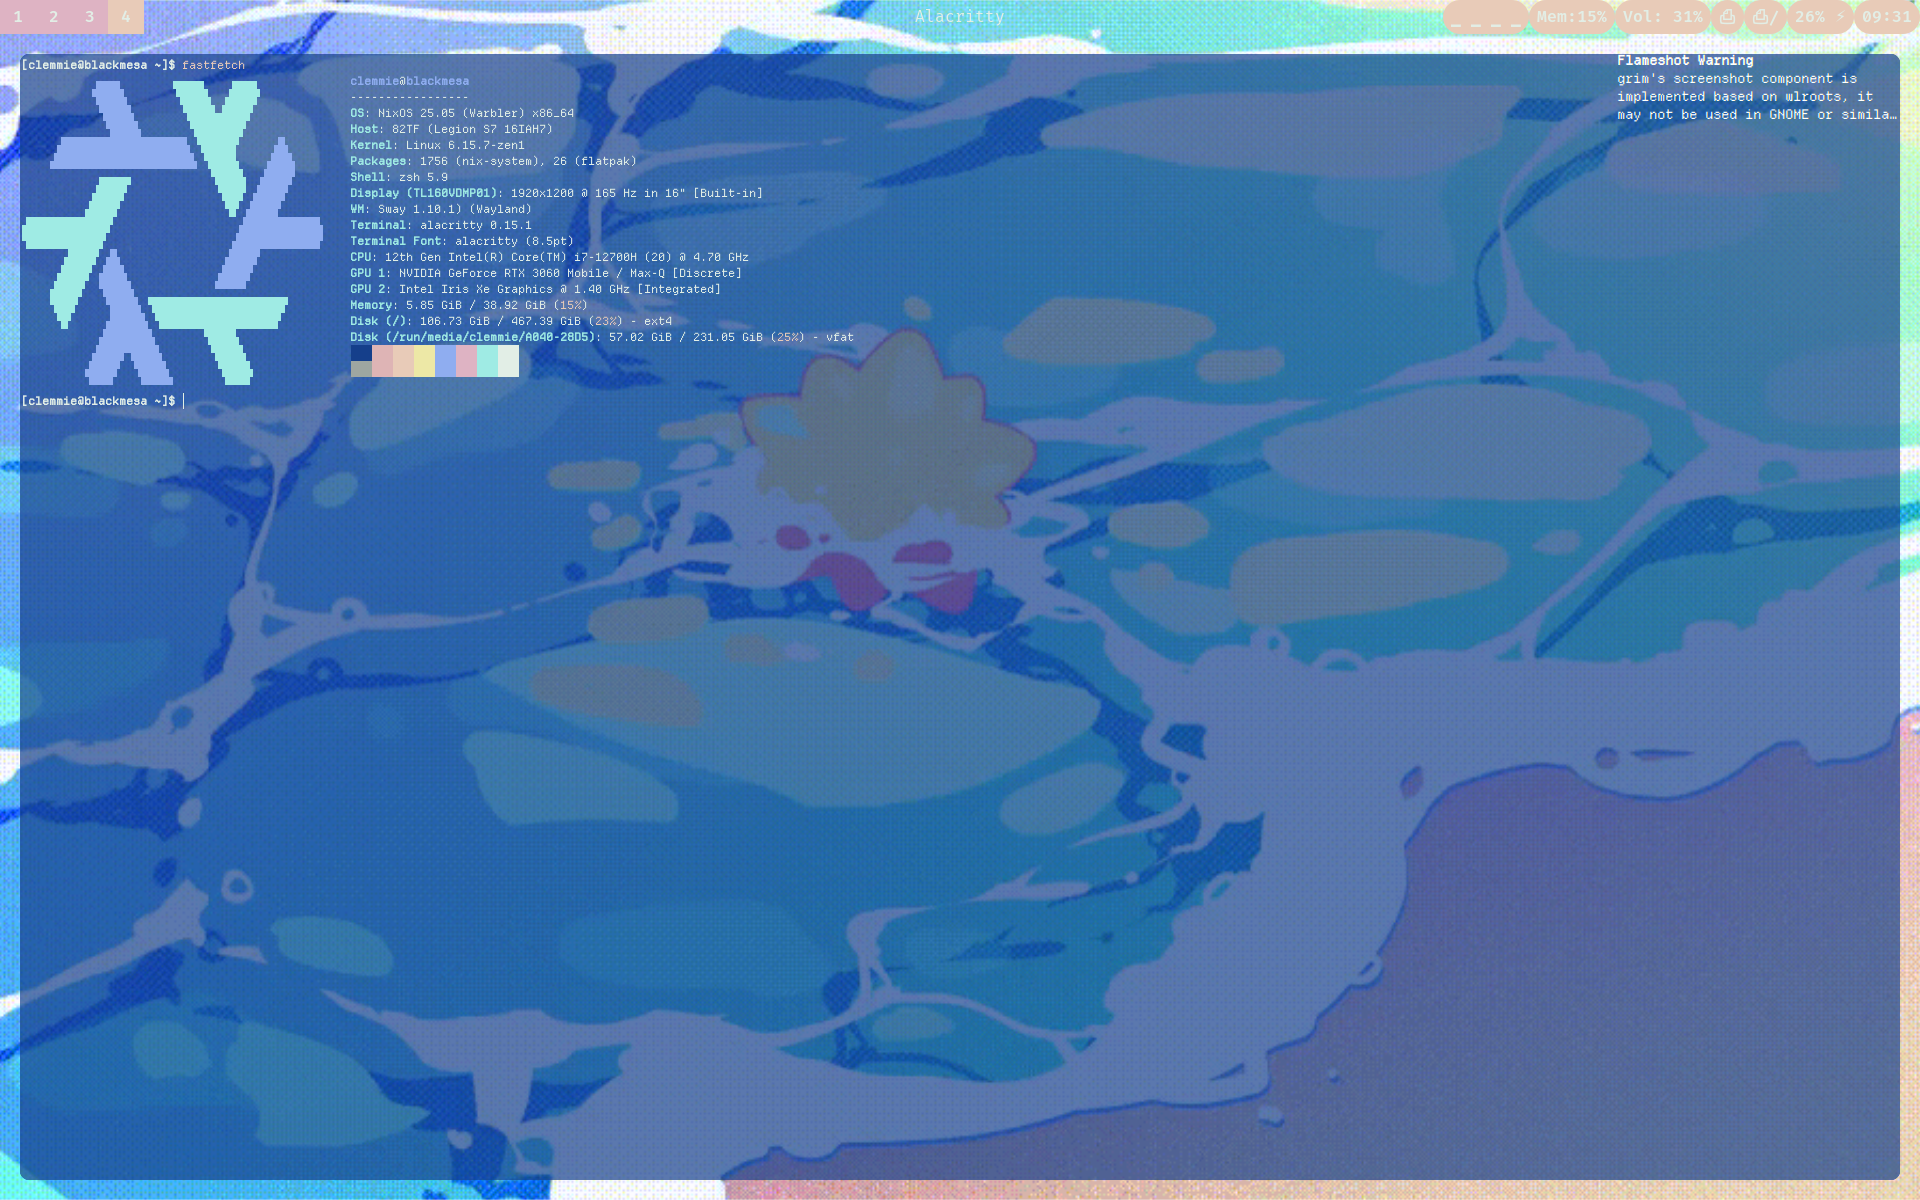 1 2 3 4
Alacritty
_ _ _ _ Mem:15% Vol: 31% / 26% ⚡ 09:31
[clemmie@blackmesa ~]$ fastfetch
clemmie@blackmesa
-----------------
OS: NixOS 25.05 (Warbler) x86_64
Host: 82TF (Legion S7 16IAH7)
Kernel: Linux 6.15.7-zen1
Packages: 1756 (nix-system), 26 (flatpak)
Shell: zsh 5.9
Display (TL160VDMP01): 1920x1200 @ 165 Hz in 16" [Built-in]
WM: Sway 1.10.1) (Wayland)
Terminal: alacritty 0.15.1
Terminal Font: alacritty (8.5pt)
CPU: 12th Gen Intel(R) Core(TM) i7-12700H (20) @ 4.70 GHz
GPU 1: NVIDIA GeForce RTX 3060 Mobile / Max-Q [Discrete]
GPU 2: Intel Iris Xe Graphics @ 1.40 GHz [Integrated]
Memory: 5.85 GiB / 38.92 GiB (15%)
Disk (/): 106.73 GiB / 467.39 GiB (23%) - ext4
Disk (/run/media/clemmie/A040-28D5): 57.02 GiB / 231.05 GiB (25%) - vfat
[clemmie@blackmesa ~]$
Flameshot Warning
grim's screenshot component is
implemented based on wlroots, it
may not be used in GNOME or simila…